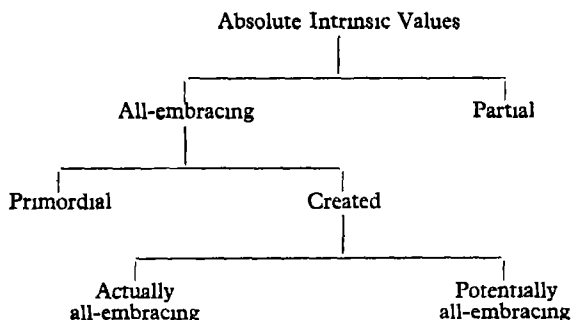 Absolute Intrinsic Values
All-embracing Partial
Primordial Created
Actually Potentially
all-embracing all-embracing